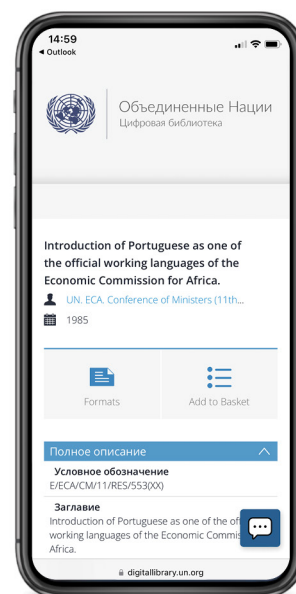 14:59
◀ Outlook
Объединенные Нации
Цифровая библиотека
Introduction of Portuguese as one of
the official working languages of the
Economic Commission for Africa.
UN. ECA. Conference of Ministers (11th...
1985
Formats
Add to Basket
Полное описание
Условное обозначение
E/ECA/CM/11/RES/553(XX)
Заглавие
Introduction of Portuguese as one of the of
working languages of the Economic Commis
Africa.
digitallibrary.un.org